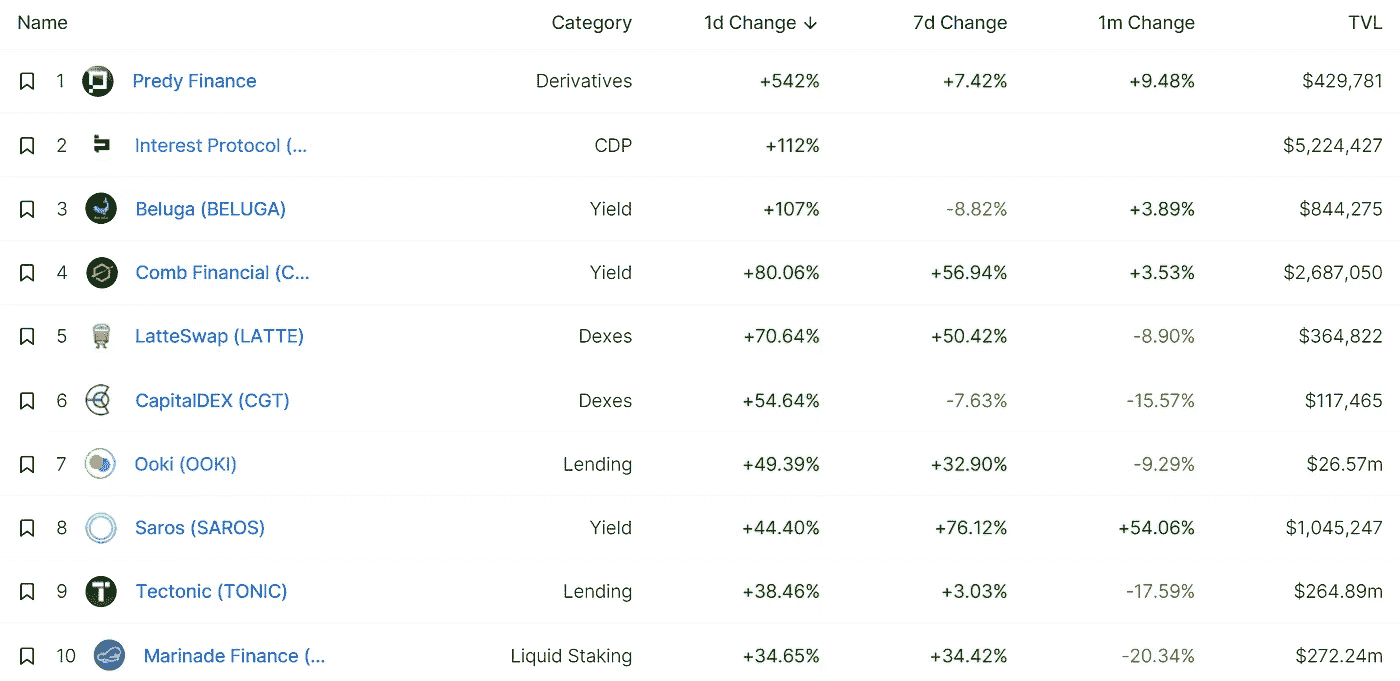 Name Category 1d Change ↓ 7d Change 1m Change TVL
1 Predy Finance Derivatives +542% +7.42% +9.48% $429,781
2 Interest Protocol (... CDP +112% $5,224,427
3 Beluga (BELUGA) Yield +107% -8.82% +3.89% $844,275
4 Comb Financial (C... Yield +80.06% +56.94% +3.53% $2,687,050
5 LatteSwap (LATTE) Dexes +70.64% +50.42% -8.90% $364,822
6 CapitalDEX (CGT) Dexes +54.64% -7.63% -15.57% $117,465
7 Ooki (OOKI) Lending +49.39% +32.90% -9.29% $26.57m
8 Saros (SAROS) Yield +44.40% +76.12% +54.06% $1,045,247
9 Tectonic (TONIC) Lending +38.46% +3.03% -17.59% $264.89m
10 Marinade Finance (... Liquid Staking +34.65% +34.42% -20.34% $272.24m